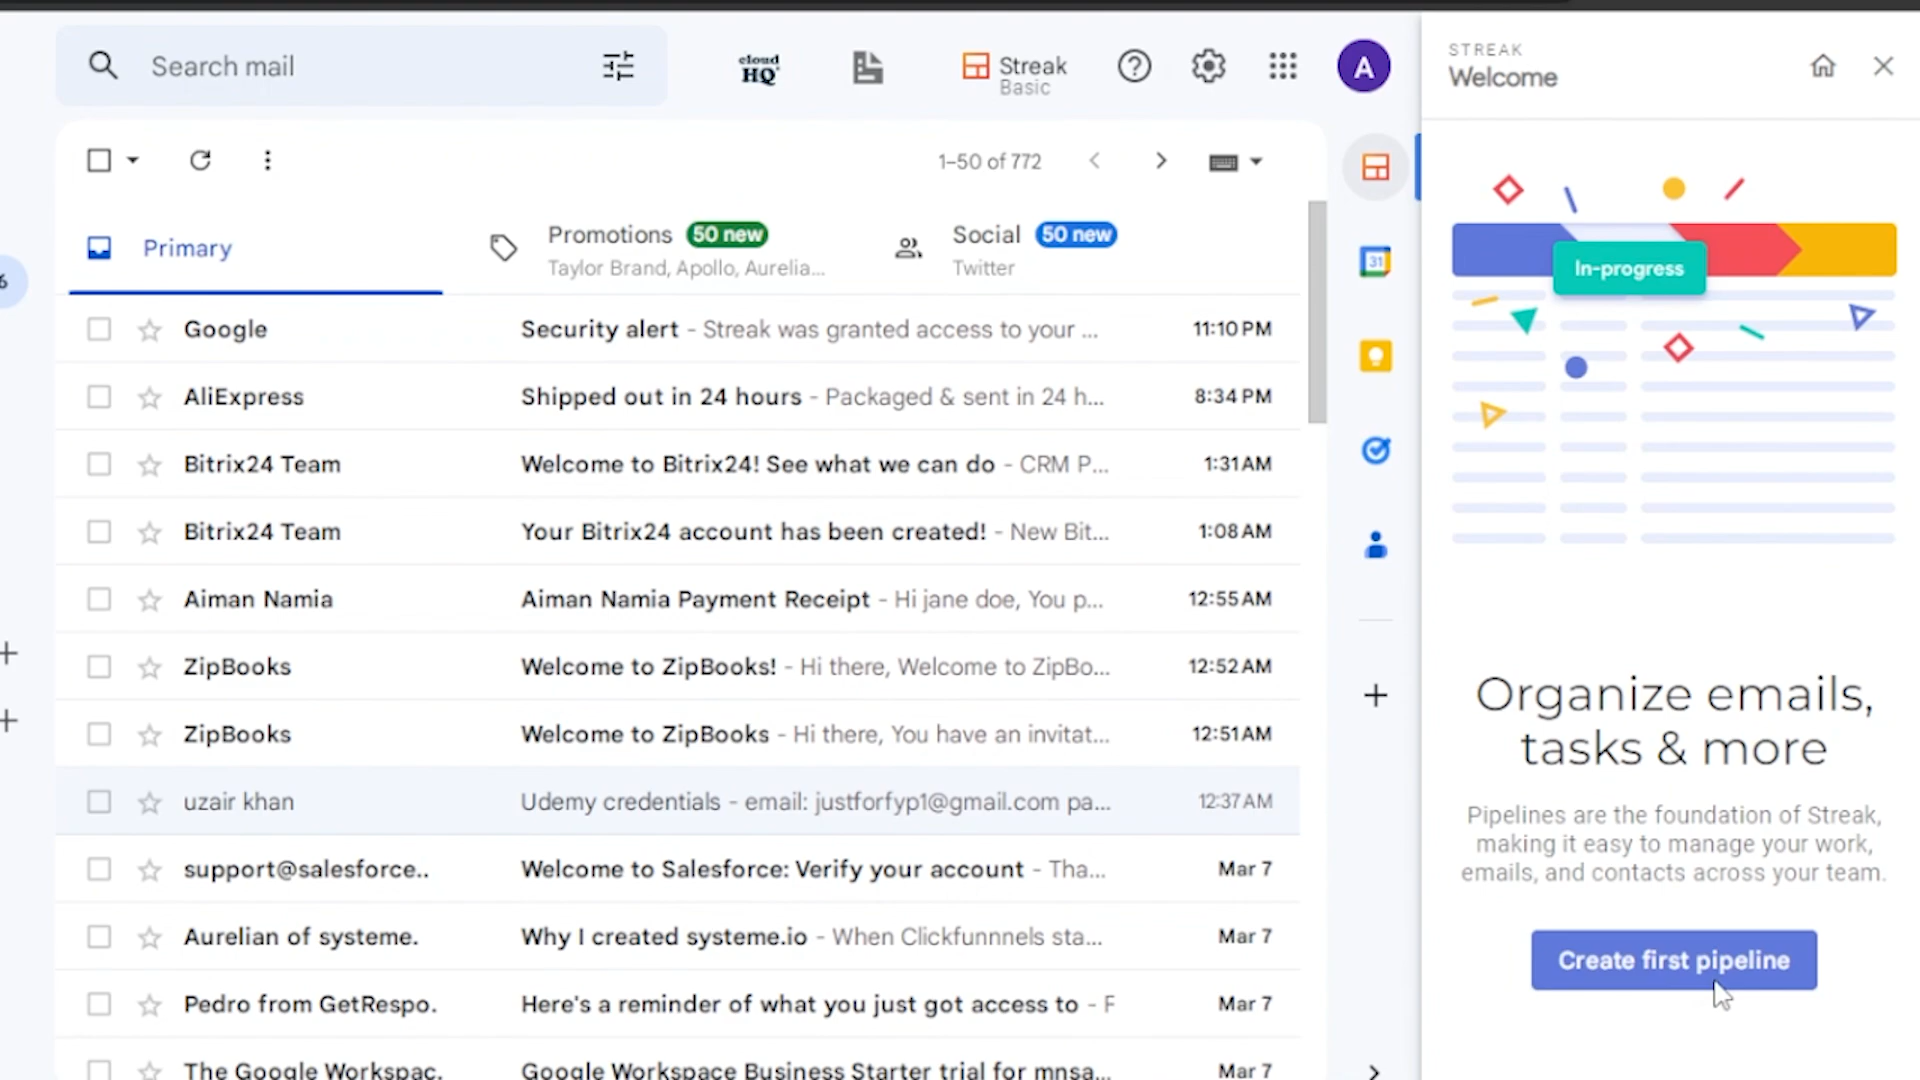 Search mail
cloud
HQ
Streak
Basic
A
STREAK
Welcome
1–50 of 772
Primary
Promotions 50 new
Taylor Brand, Apollo, Aurelia...
Social 50 new
Twitter
31
6
In-progress
Google Security alert - Streak was granted access to your ... 11:10 PM
AliExpress Shipped out in 24 hours - Packaged & sent in 24 h... 8:34 PM
Bitrix24 Team Welcome to Bitrix24! See what we can do - CRM P... 1:31 AM
Bitrix24 Team Your Bitrix24 account has been created! - New Bit... 1:08 AM
Aiman Namia Aiman Namia Payment Receipt - Hi jane doe, You p... 12:55 AM
ZipBooks Welcome to ZipBooks! - Hi there, Welcome to ZipBo... 12:52 AM
ZipBooks Welcome to ZipBooks - Hi there, You have an invitat... 12:51 AM
uzair khan Udemy credentials - email: justforfyp1@gmail.com pa... 12:37 AM
support@salesforce.. Welcome to Salesforce: Verify your account - Tha... Mar 7
Aurelian of systeme. Why I created systeme.io - When Clickfunnnels sta... Mar 7
Pedro from GetRespo. Here's a reminder of what you just got access to - F Mar 7
The Google Workspac. Google Workspace Business Starter trial for mnsa... Mar 7
Organize emails,
tasks & more
Pipelines are the foundation of Streak,
making it easy to manage your work,
emails, and contacts across your team.
Create first pipeline